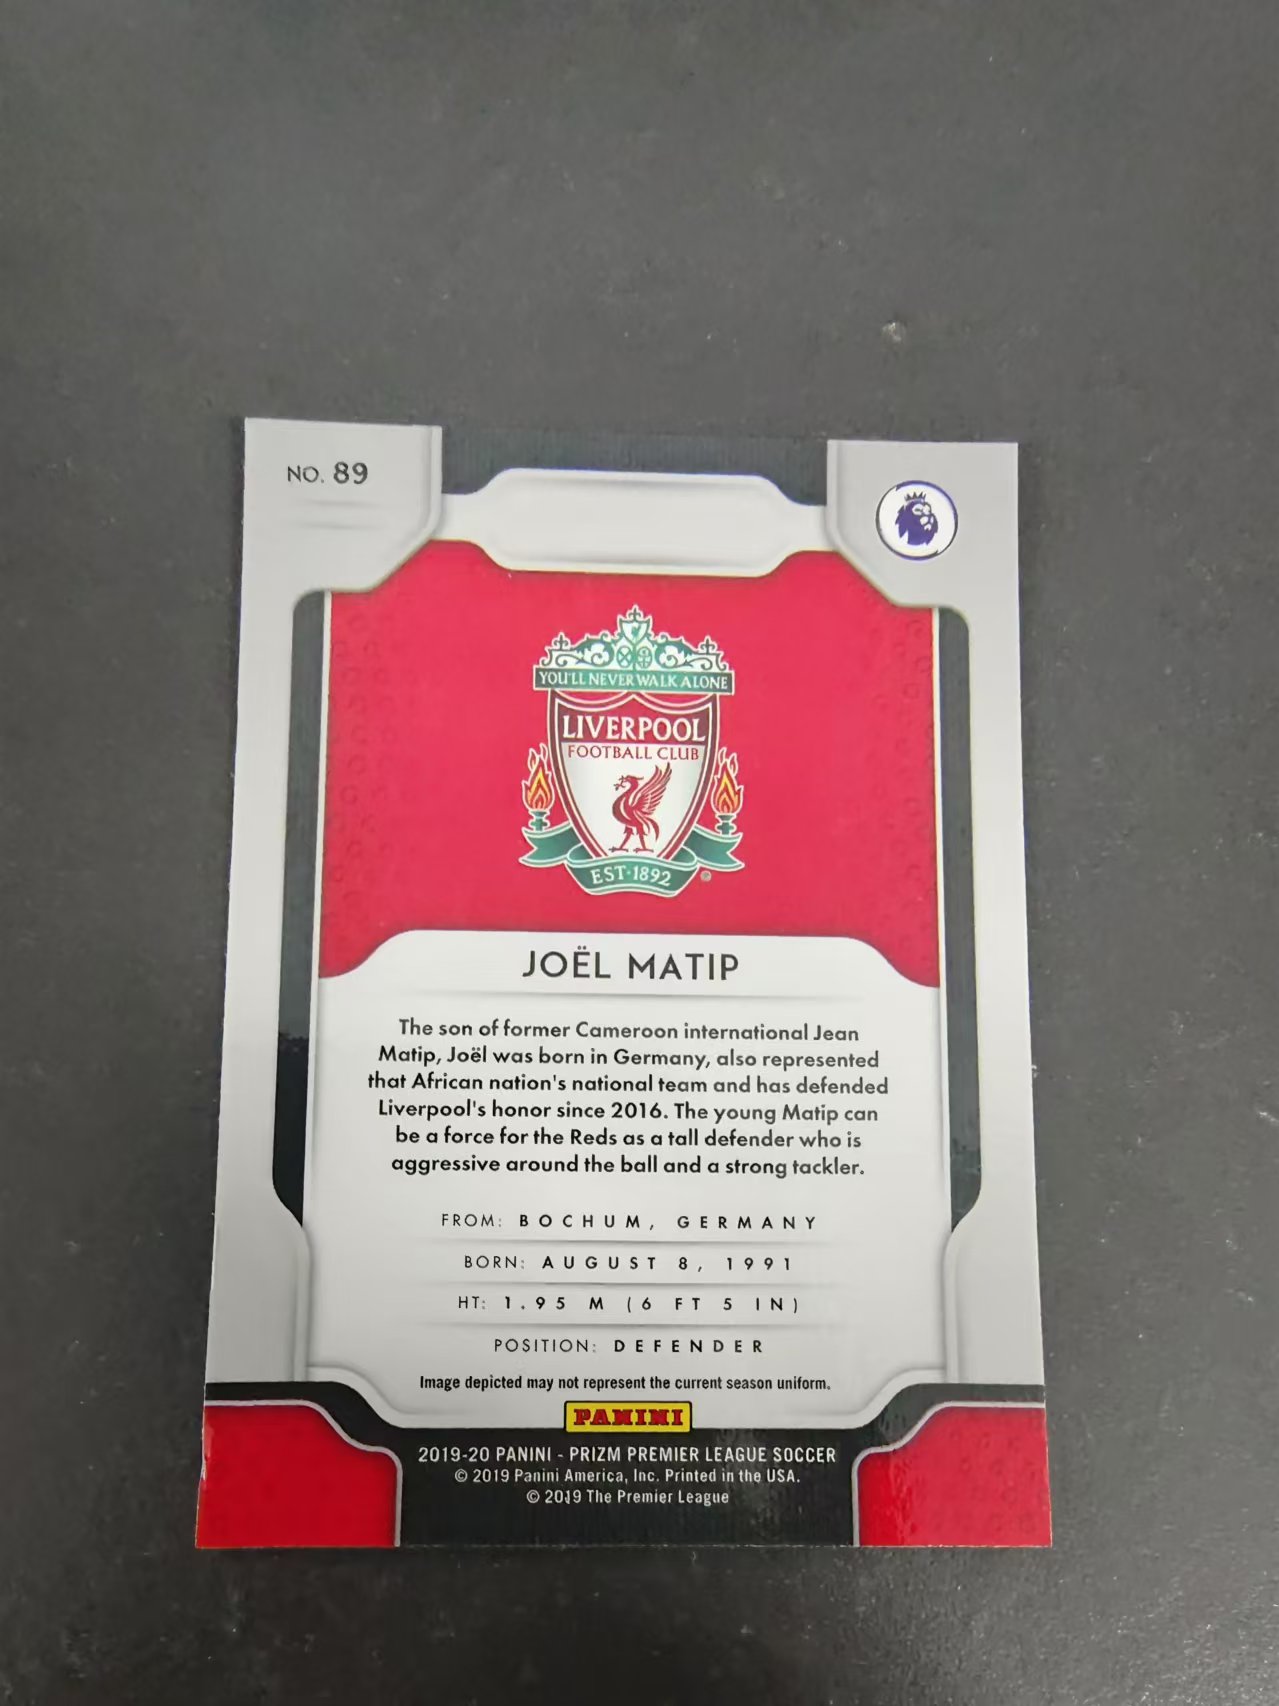 NO. 89
YOU'LL NEVER WALK ALONE
LIVERPOOL
FOOTBALL CLUB
EST·1892
JOËL MATIP
The son of former Cameroon international Jean
Matip, Joël was born in Germany, also represented
that African nation's national team and has defended
Liverpool's honor since 2016. The young Matip can
be a force for the Reds as a tall defender who is
aggressive around the ball and a strong tackler.
FROM: BOCHUM, GERMANY
BORN: AUGUST 8, 1991
HT: 1.95 M (6 FT 5 IN)
POSITION: DEFENDER
Image depicted may not represent the current season uniform.
PANINI
2019-20 PANINI - PRIZM PREMIER LEAGUE SOCCER
© 2019 Panini America, Inc. Printed in the USA.
© 2019 The Premier League